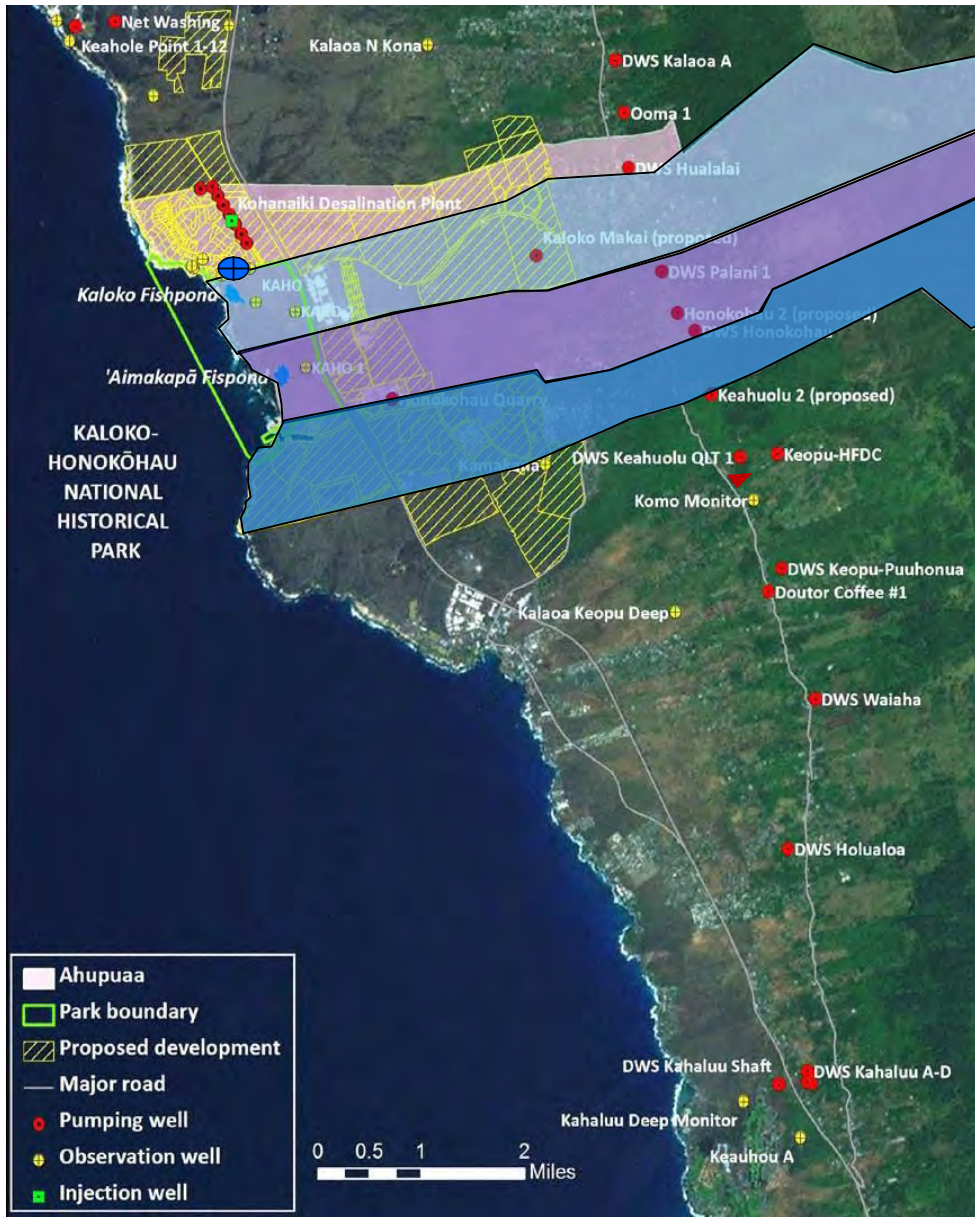 Net Washing
Keahole Point 1-12
Kalaoa N Kona
DWS Kalaoa A
Ooma 1
DWS Hualalai
Kohanaiki Desalination Plant
Kaloko Makai (proposed)
DWS Palani 1
Kaloko Fishpond
KAHO
Honokohau 2 (proposed)
DWS Honokohau
'Aimakapā Fispond
KAHO 1
Honokohau Quarry
Keahuolu 2 (proposed)
KALOKO-
HONOKŌHAU
NATIONAL
HISTORICAL
PARK
DWS Keahuolu QLT 1
Keopu-HFDC
Komo Monitor
DWS Keopu-Puuhonua
Doutor Coffee #1
Kalaoa Keopu Deep
DWS Waiaha
DWS Holualoa
DWS Kahaluu Shaft
DWS Kahaluu A-D
Kahaluu Deep Monitor
Keauhou A
Ahupuaa
Park boundary
Proposed development
Major road
Pumping well
Observation well
Injection well
0 0.5 1 2
Miles